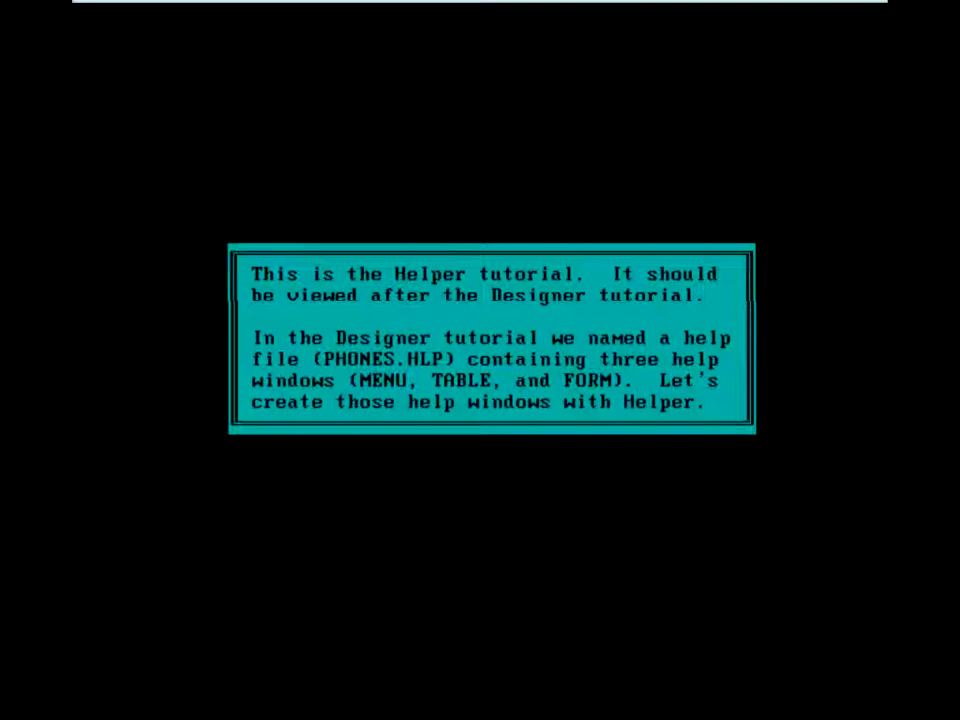 This is the Helper tutorial.  It should
be viewed after the Designer tutorial.
In the Designer tutorial we named a help
file (PHONES.HLP) containing three help
windows (MENU, TABLE, and FORM).  Let's
create those help windows with Helper.